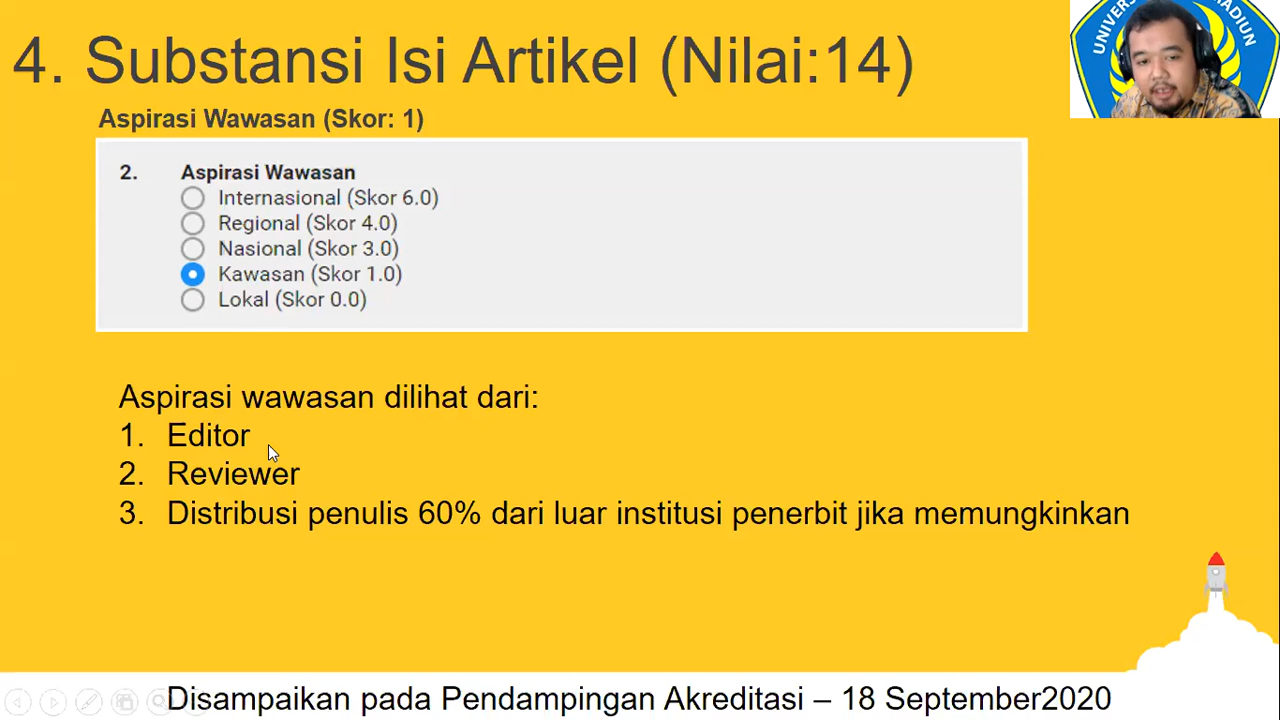 4. Substansi Isi Artikel (Nilai:14)
Aspirasi Wawasan (Skor: 1)
2. Aspirasi Wawasan
Internasional (Skor 6.0)
Regional (Skor 4.0)
Nasional (Skor 3.0)
Kawasan (Skor 1.0)
Lokal (Skor 0.0)
Aspirasi wawasan dilihat dari:
1. Editor
2. Reviewer
3. Distribusi penulis 60% dari luar institusi penerbit jika memungkinkan
Disampaikan pada Pendampingan Akreditasi – 18 September2020